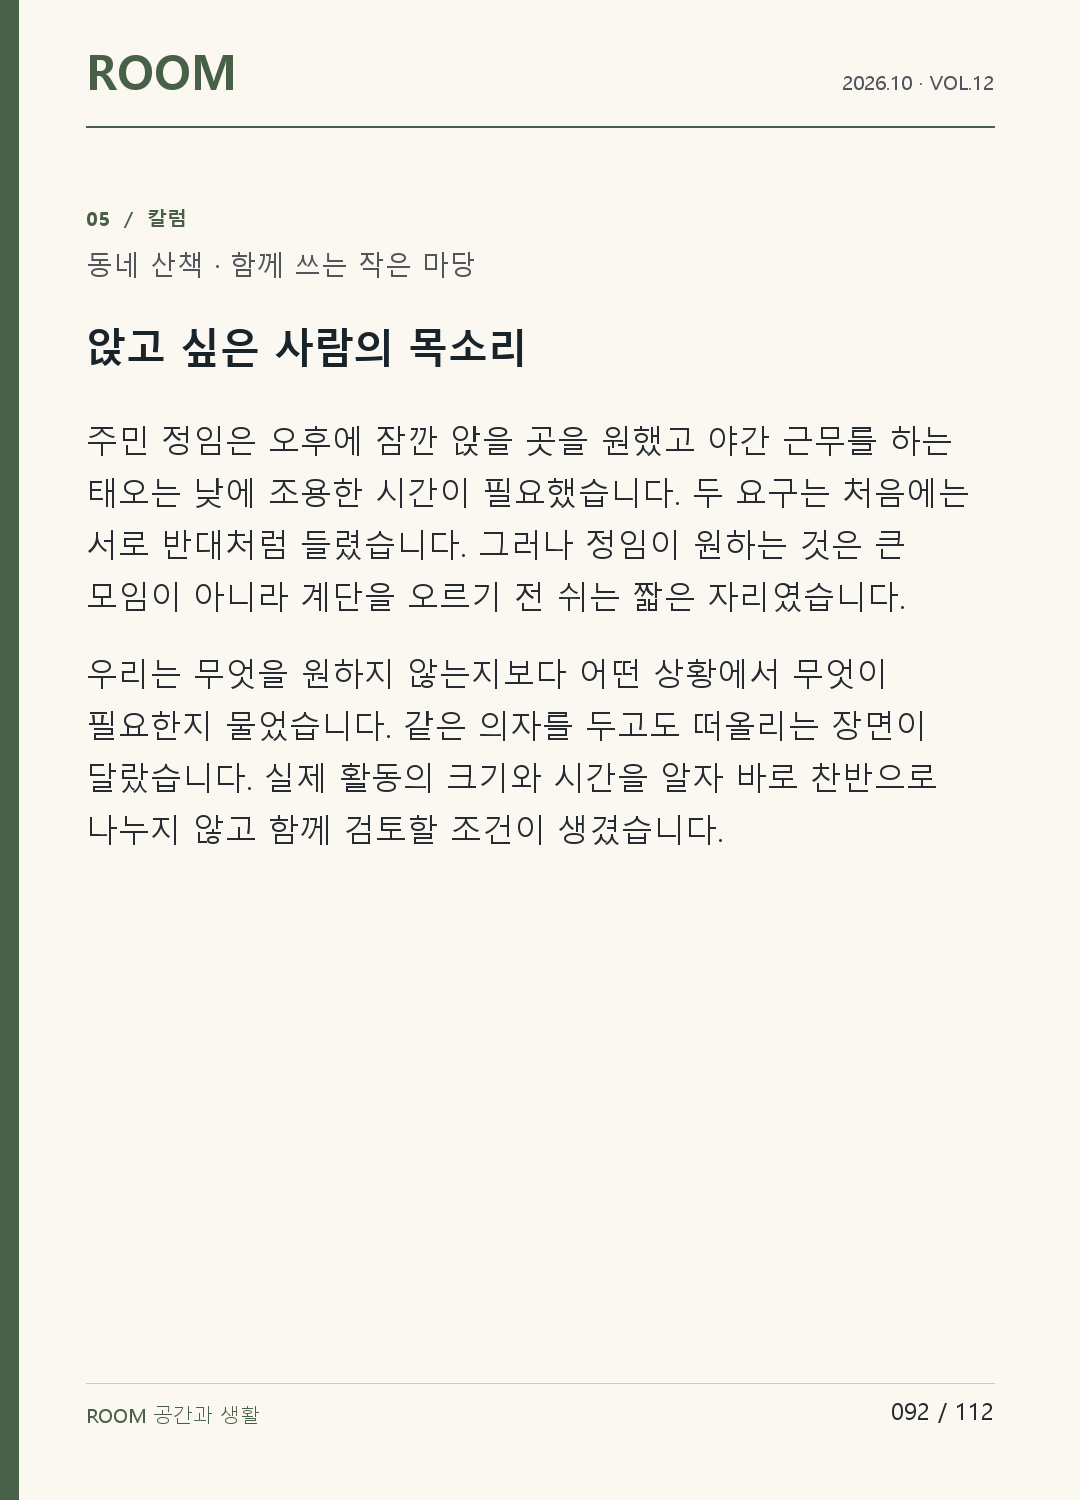 ROOM
2026.10 · VOL.12
05 / 칼럼
동네 산책 · 함께 쓰는 작은 마당
앉고 싶은 사람의 목소리
주민 정임은 오후에 잠깐 앉을 곳을 원했고 야간 근무를 하는
태오는 낮에 조용한 시간이 필요했습니다. 두 요구는 처음에는
서로 반대처럼 들렸습니다. 그러나 정임이 원하는 것은 큰
모임이 아니라 계단을 오르기 전 쉬는 짧은 자리였습니다.
우리는 무엇을 원하지 않는지보다 어떤 상황에서 무엇이
필요한지 물었습니다. 같은 의자를 두고도 떠올리는 장면이
달랐습니다. 실제 활동의 크기와 시간을 알자 바로 찬반으로
나누지 않고 함께 검토할 조건이 생겼습니다.
ROOM 공간과 생활
092 / 112